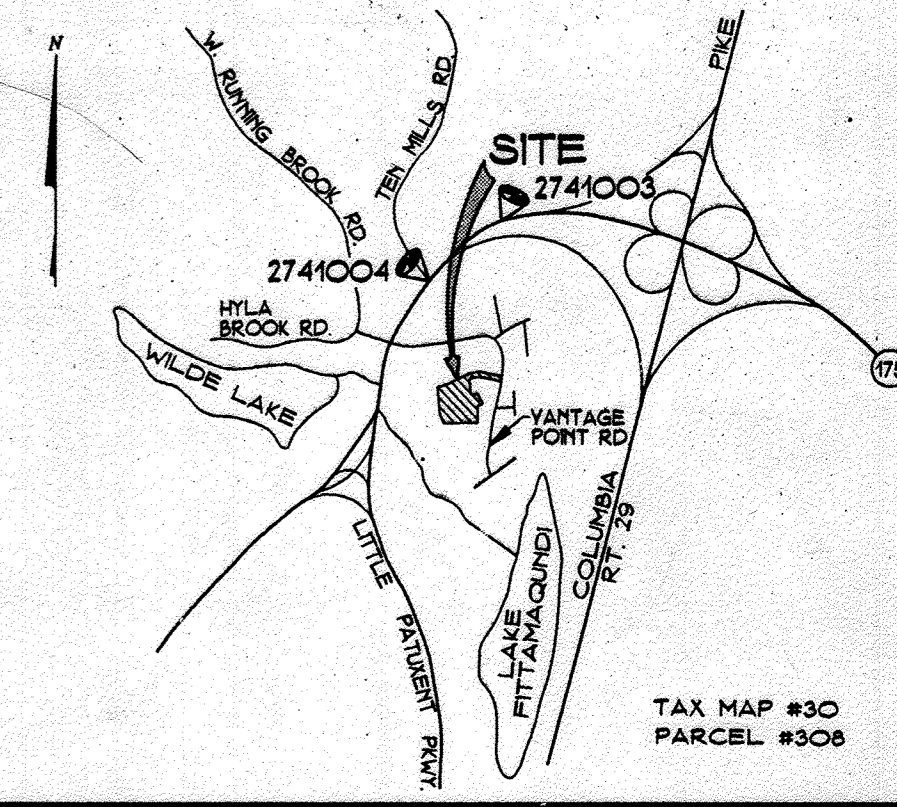 N
W. RUNNING BROOK RD.
TEN MILLS RD.
PIKE
SITE
2741003
2741004
HYLA
BROOK RD.
WILDE LAKE
175
VANTAGE
POINT RD
COLUMBIA
RT. 29
LITTLE PATUXENT PKWY.
LAKE
FITTAMAQUNDI
TAX MAP #30
PARCEL #308